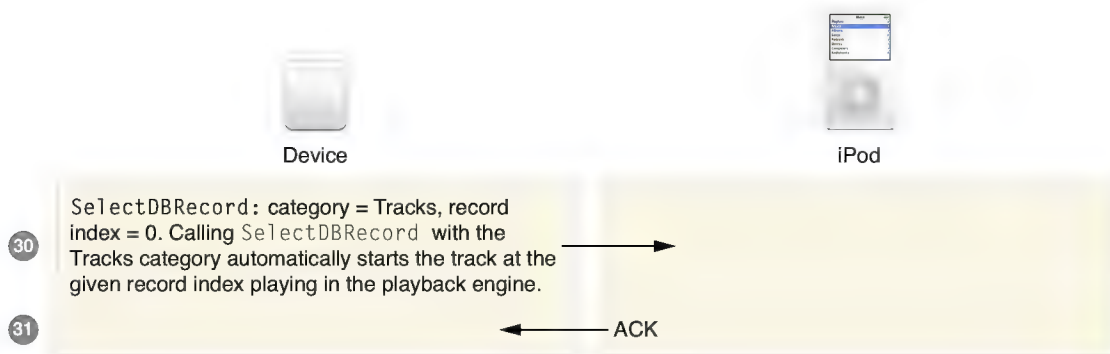 Device
iPod
30
SelectDBRecord: category = Tracks, record
index = 0. Calling SelectDBRecord with the
Tracks category automatically starts the track at the
given record index playing in the playback engine.
31
ACK